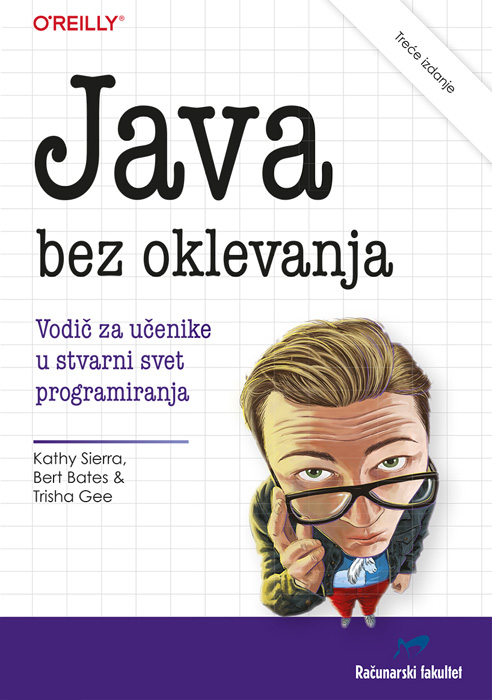 O'REILLY®
Treće izdanje
Java
bez oklevanja
Vodič za učenike
u stvarni svet
programiranja
Kathy Sierra,
Bert Bates &
Trisha Gee
Računarski fakultet